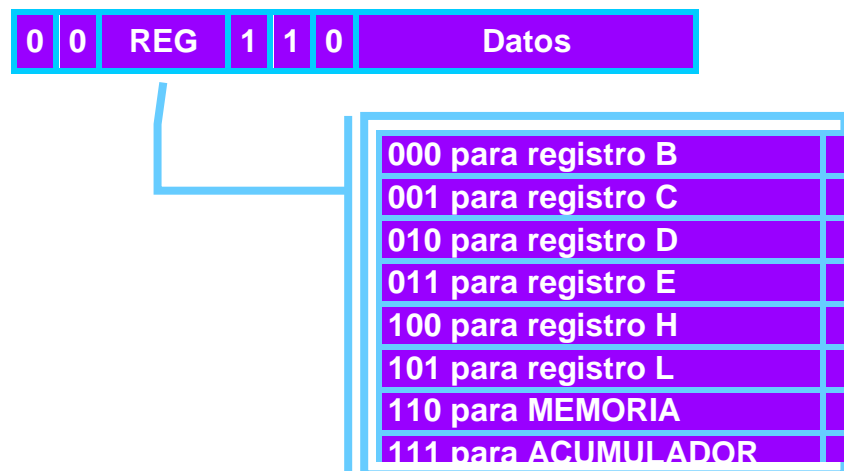 0 0 REG 1 1 0 Datos
000 para registro B
001 para registro C
010 para registro D
011 para registro E
100 para registro H
101 para registro L
110 para MEMORIA
111 para ACUMULADOR